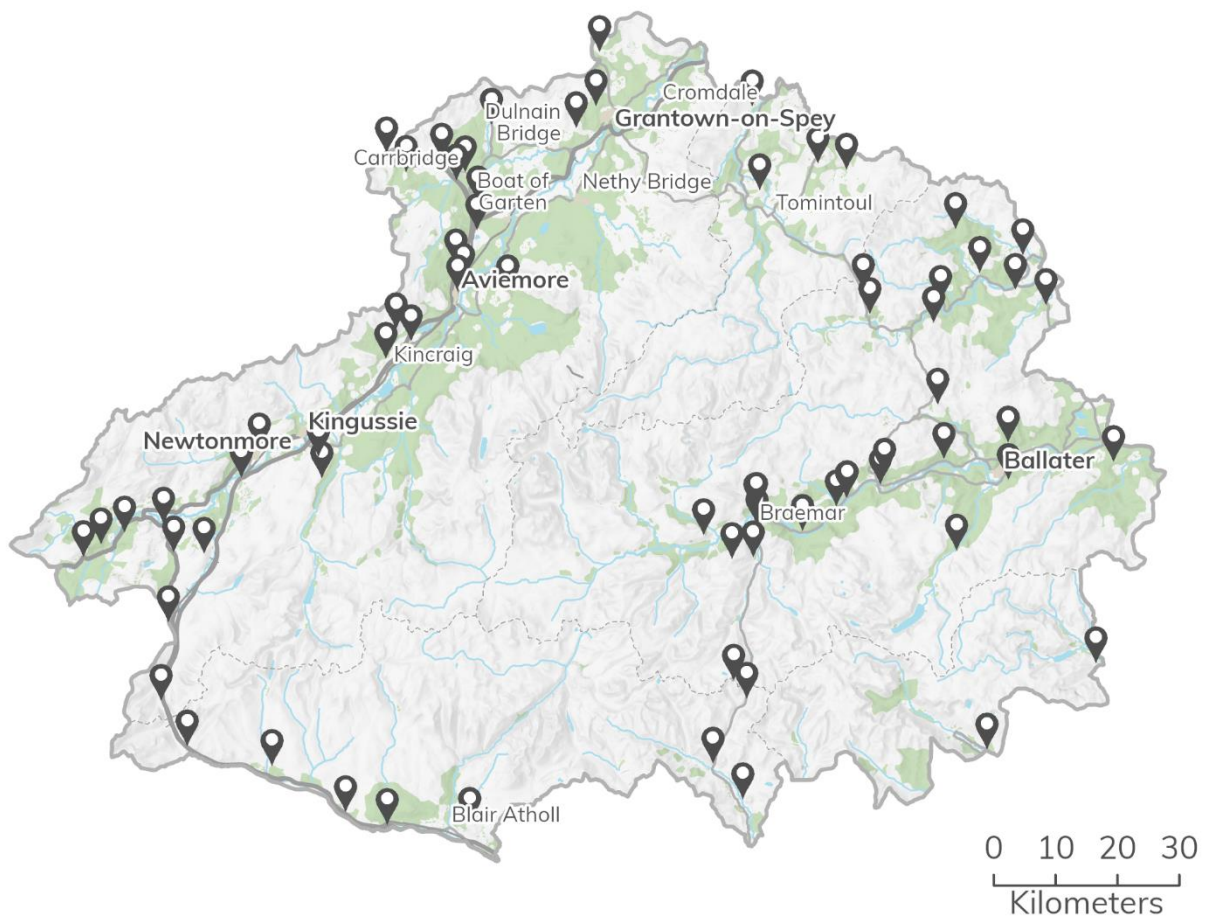 Cromdale
Dulnain
Bridge
Grantown-on-Spey
Carrbridge
Boat of
Garten
Nethy Bridge
Tomintoul
Aviemore
Kincraig
Kingussie
Newtonmore
Ballater
Braemar
Blair Atholl
0 10 20 30
Kilometers